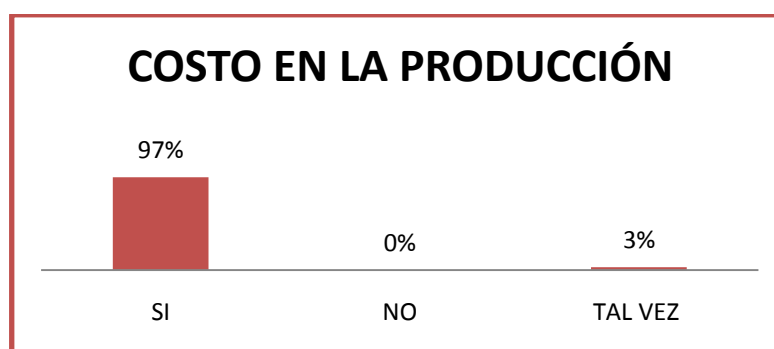 COSTO EN LA PRODUCCIÓN
97%
0%
3%
SI
NO
TAL VEZ